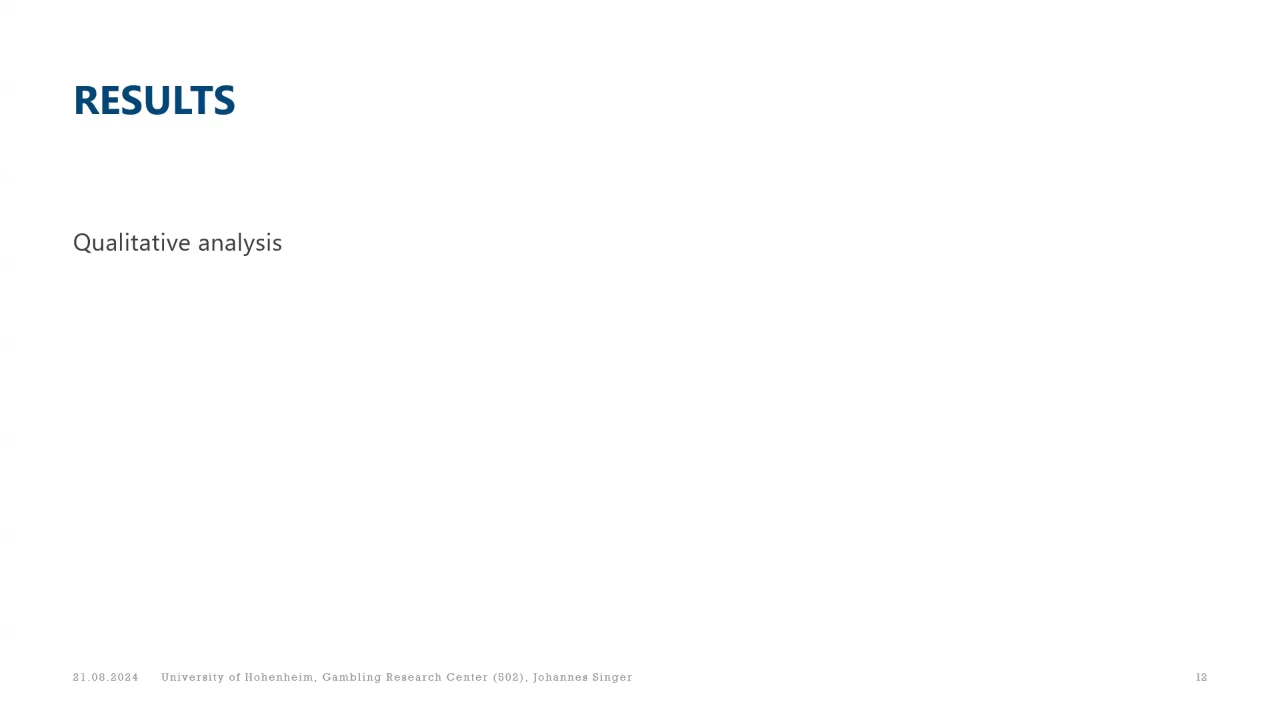 RESULTS
Qualitative analysis
21.08.2024 University of Hohenheim, Gambling Research Center (502), Johannes Singer 12